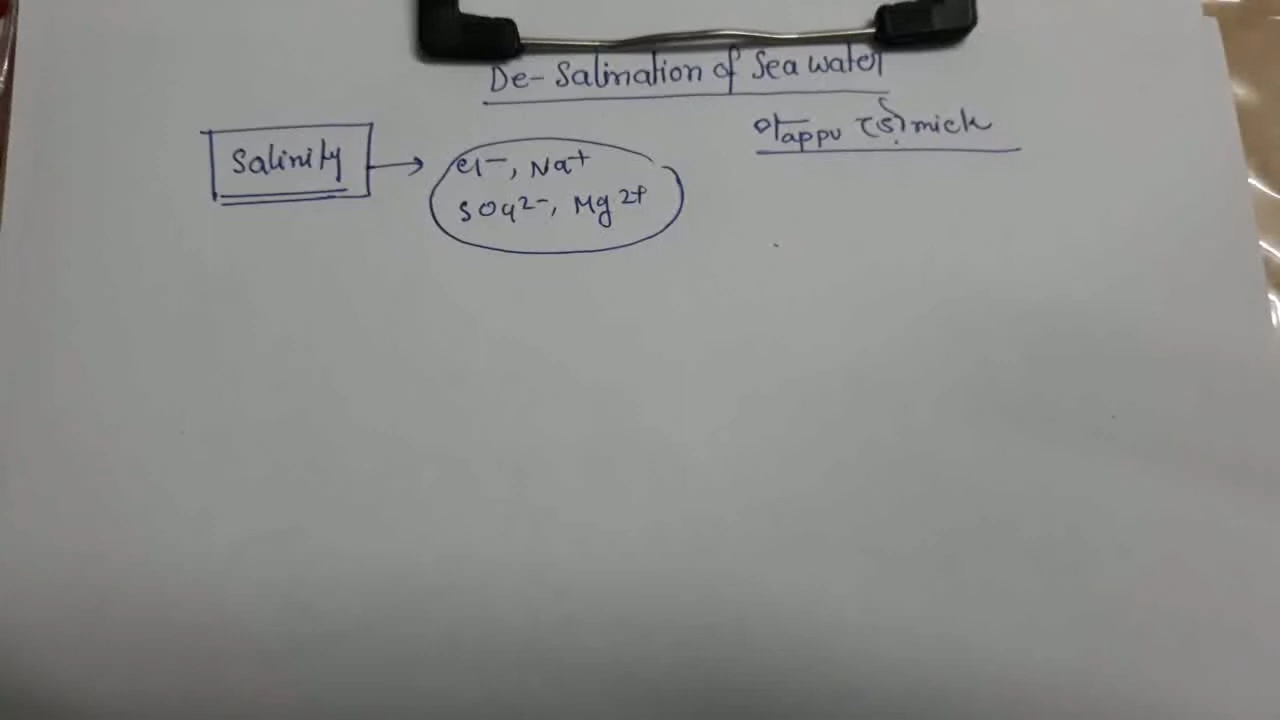 De-Salination of Sea water
Salinity
Cl⁻, Na⁺
SO₄²⁻, Mg²⁺